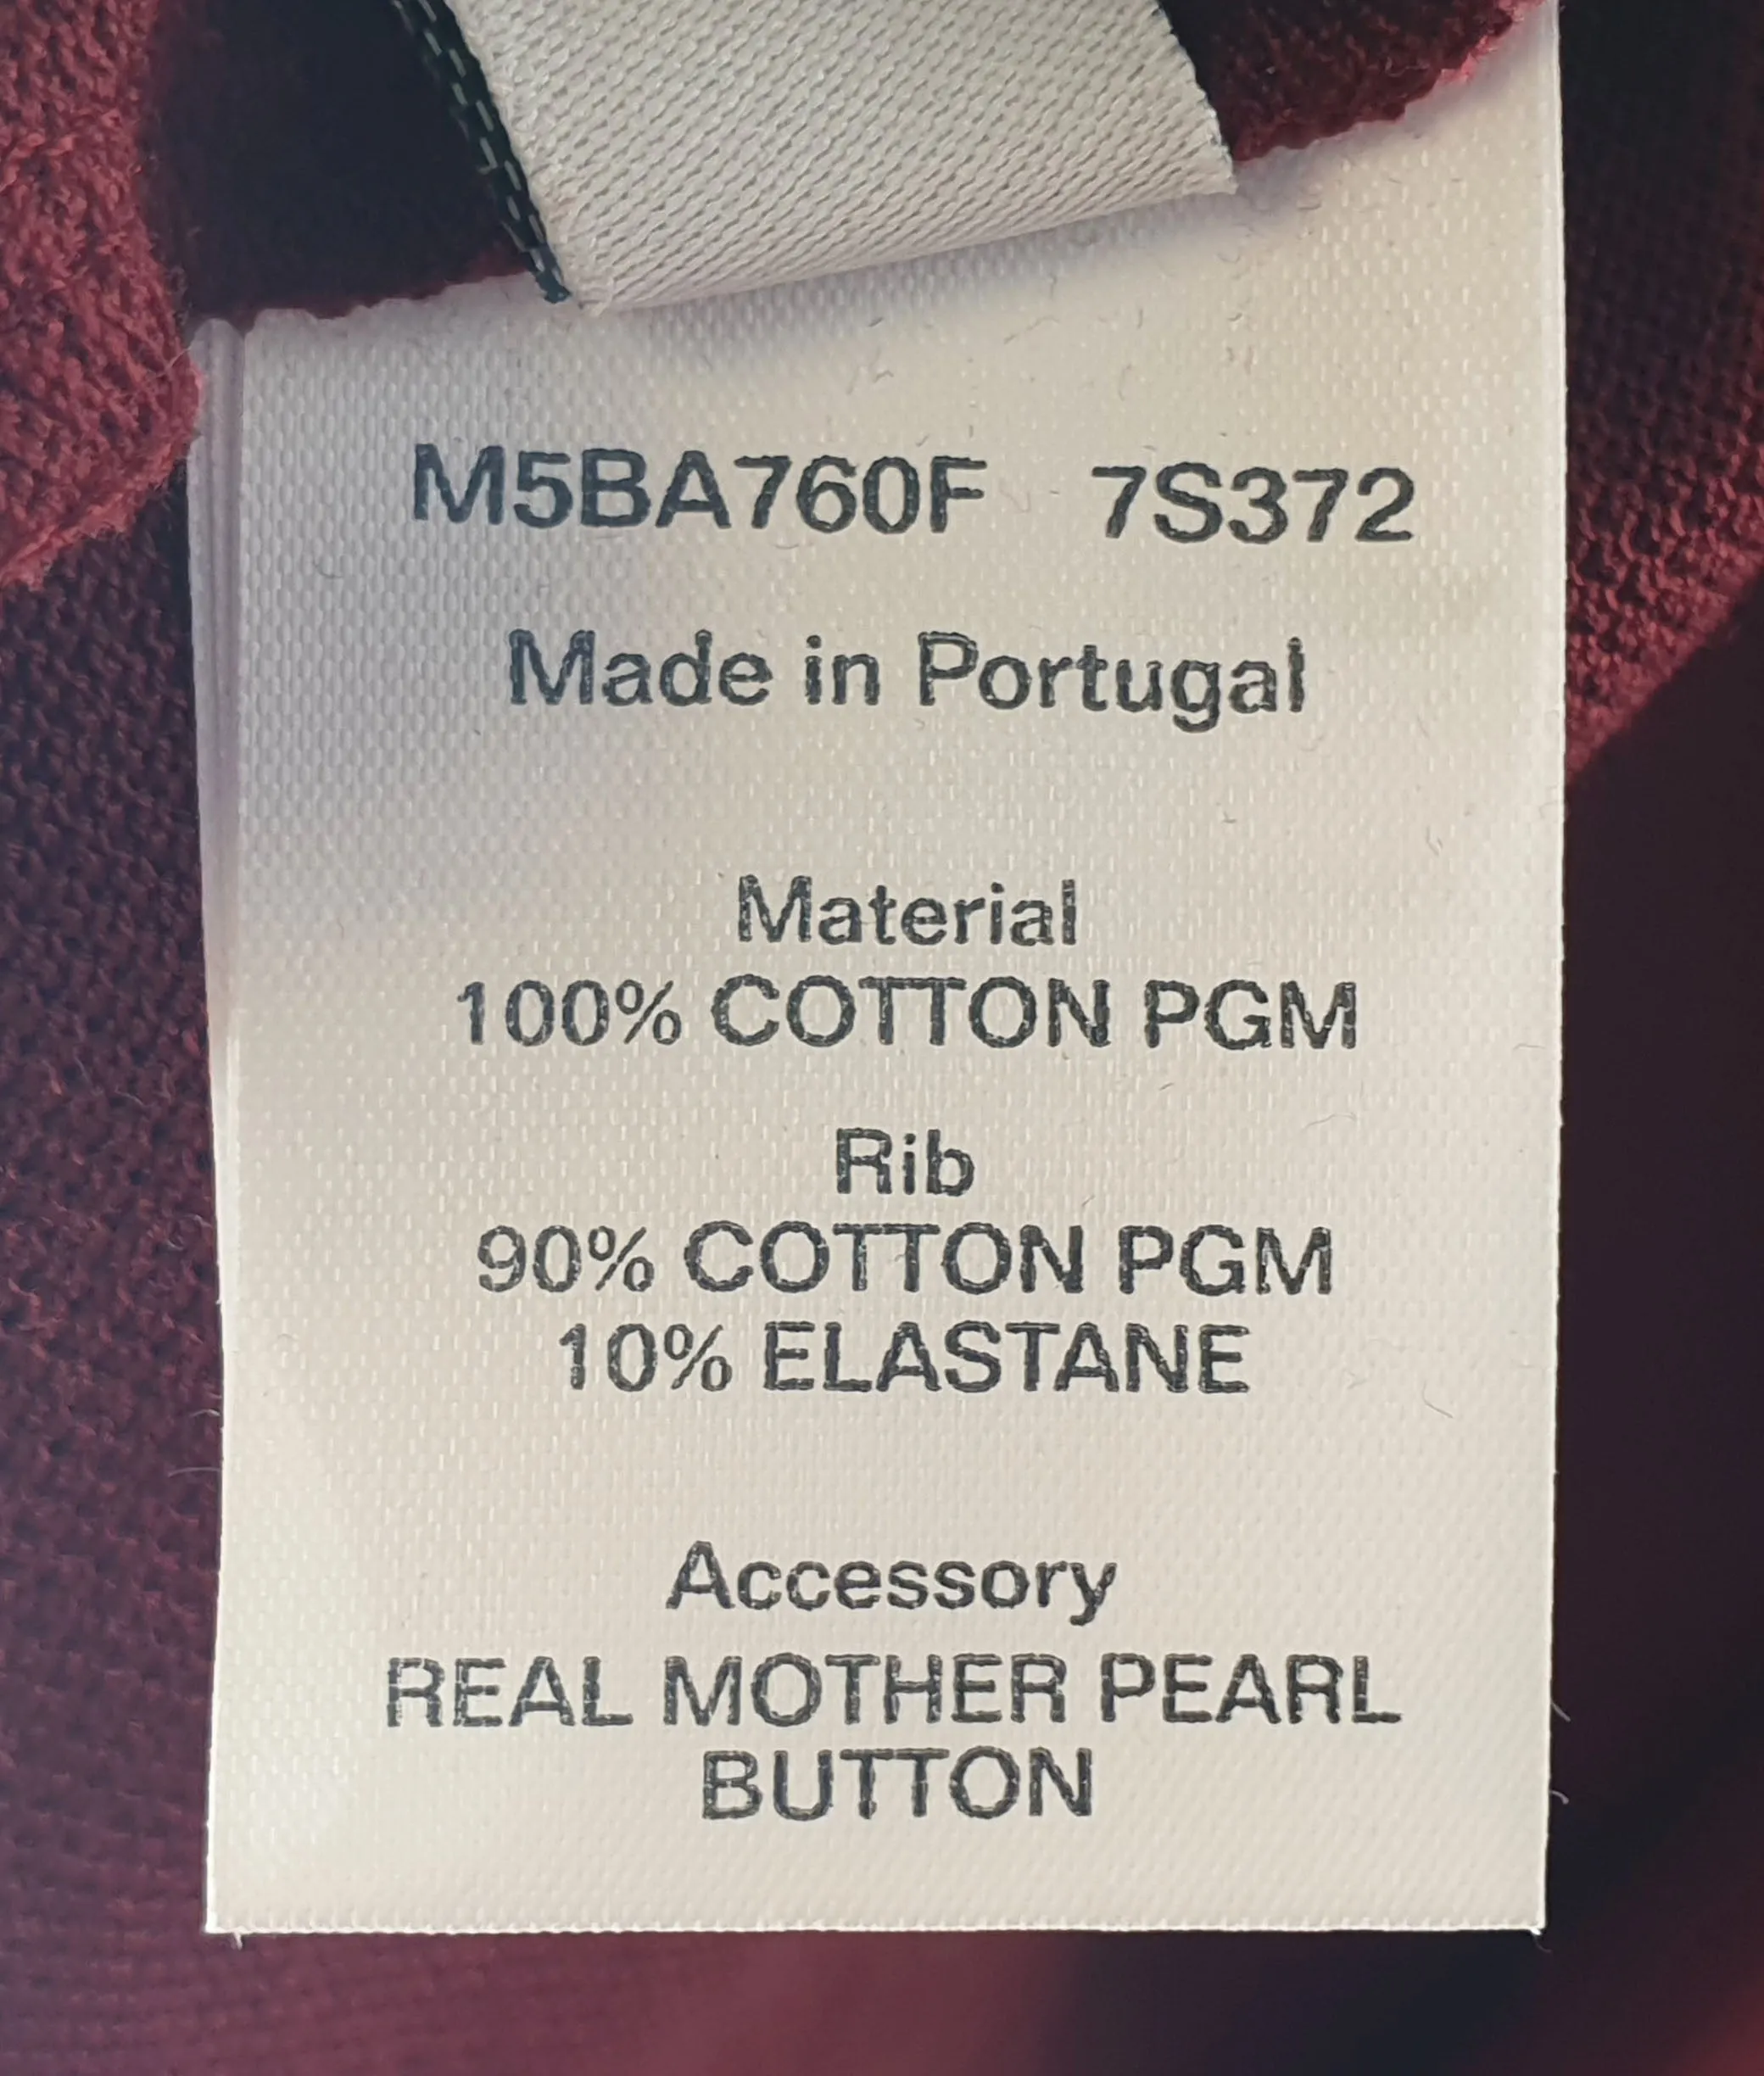 M5BA760F 7S372
Made in Portugal
Material
100% COTTON PGM
Rib
90% COTTON PGM
10% ELASTANE
Accessory
REAL MOTHER PEARL
BUTTON